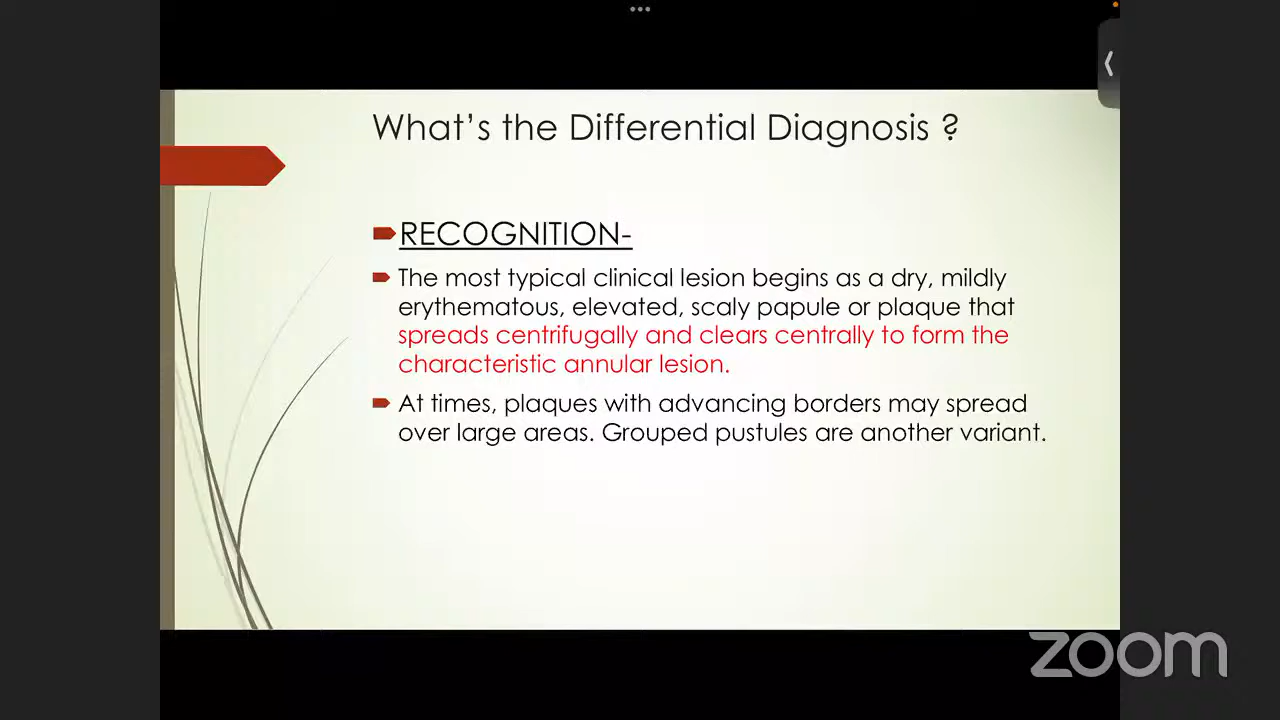 What’s the Differential Diagnosis ?
RECOGNITION-
The most typical clinical lesion begins as a dry, mildly
erythematous, elevated, scaly papule or plaque that
spreads centrifugally and clears centrally to form the
characteristic annular lesion.
At times, plaques with advancing borders may spread
over large areas. Grouped pustules are another variant.
zoom